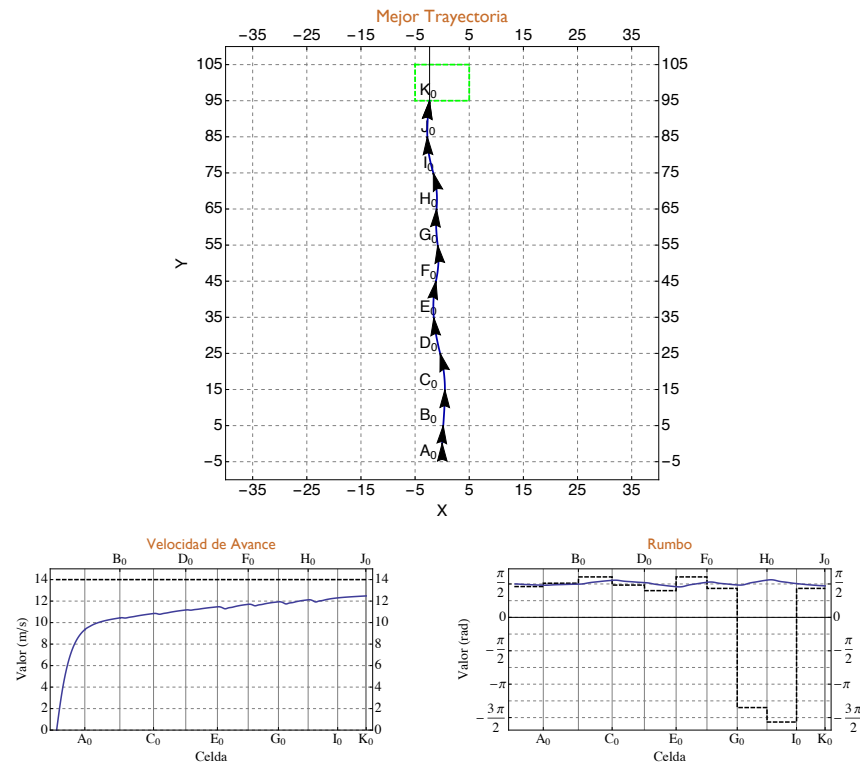 Mejor Trayectoria
−35 −25 −15 −5 5 15 25 35
105 105
95 95
85 85
75 75
65 65
55 55
45 45
35 35
25 25
15 15
5 5
−5 −5
K₀
J₀
I₀
H₀
G₀
F₀
E₀
D₀
C₀
B₀
A₀
Y
−35 −25 −15 −5 5 15 25 35
X
Velocidad de Avance
B₀ D₀ F₀ H₀ J₀
14 14
12 12
10 10
8 8
6 6
4 4
2 2
0 0
Valor (m/s)
A₀ C₀ E₀ G₀ I₀ K₀
Celda
Rumbo
B₀ D₀ F₀ H₀ J₀
π/2 π/2
0 0
−π/2 −π/2
−π −π
−3π/2 −3π/2
Valor (rad)
A₀ C₀ E₀ G₀ I₀ K₀
Celda